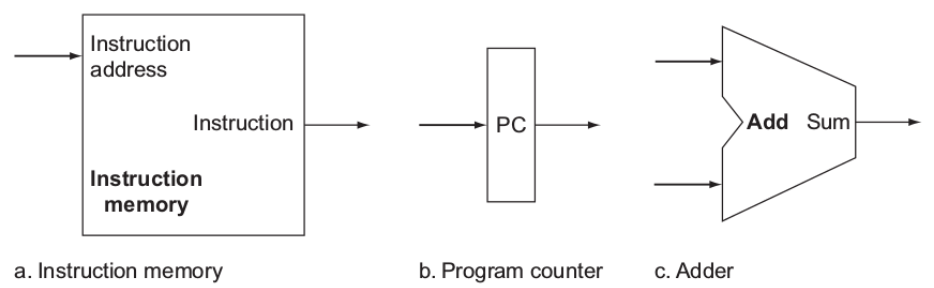 Instruction
address
Instruction
Instruction
memory
PC
Add Sum
a. Instruction memory
b. Program counter
c. Adder